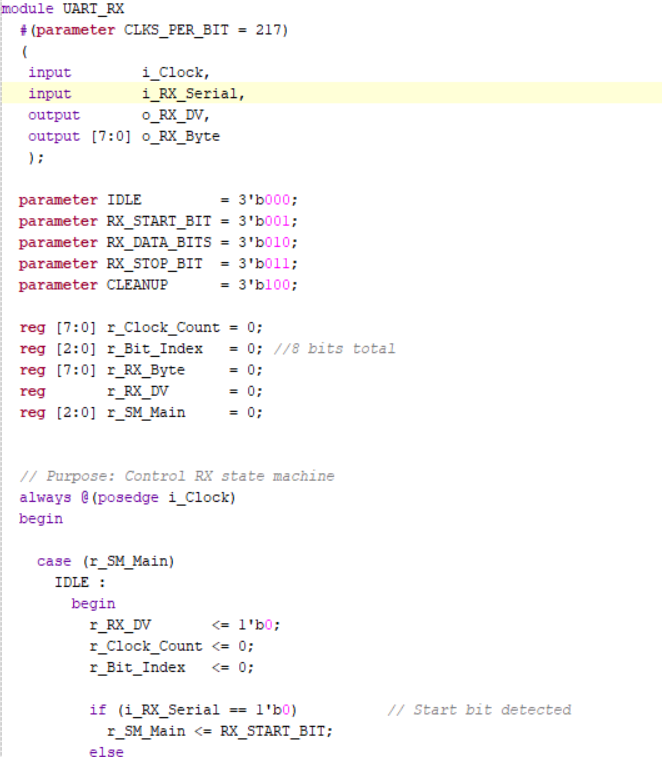 module UART_RX
#(parameter CLKS_PER_BIT = 217)
(
input i_Clock,
input i_RX_Serial,
output o_RX_DV,
output [7:0] o_RX_Byte
);
parameter IDLE = 3'b000;
parameter RX_START_BIT = 3'b001;
parameter RX_DATA_BITS = 3'b010;
parameter RX_STOP_BIT = 3'b011;
parameter CLEANUP = 3'b100;
reg [7:0] r_Clock_Count = 0;
reg [2:0] r_Bit_Index = 0; //8 bits total
reg [7:0] r_RX_Byte = 0;
reg r_RX_DV = 0;
reg [2:0] r_SM_Main = 0;
// Purpose: Control RX state machine
always @(posedge i_Clock)
begin
case (r_SM_Main)
IDLE :
begin
r_RX_DV <= 1'b0;
r_Clock_Count <= 0;
r_Bit_Index <= 0;
if (i_RX_Serial == 1'b0) // Start bit detected
r_SM_Main <= RX_START_BIT;
else